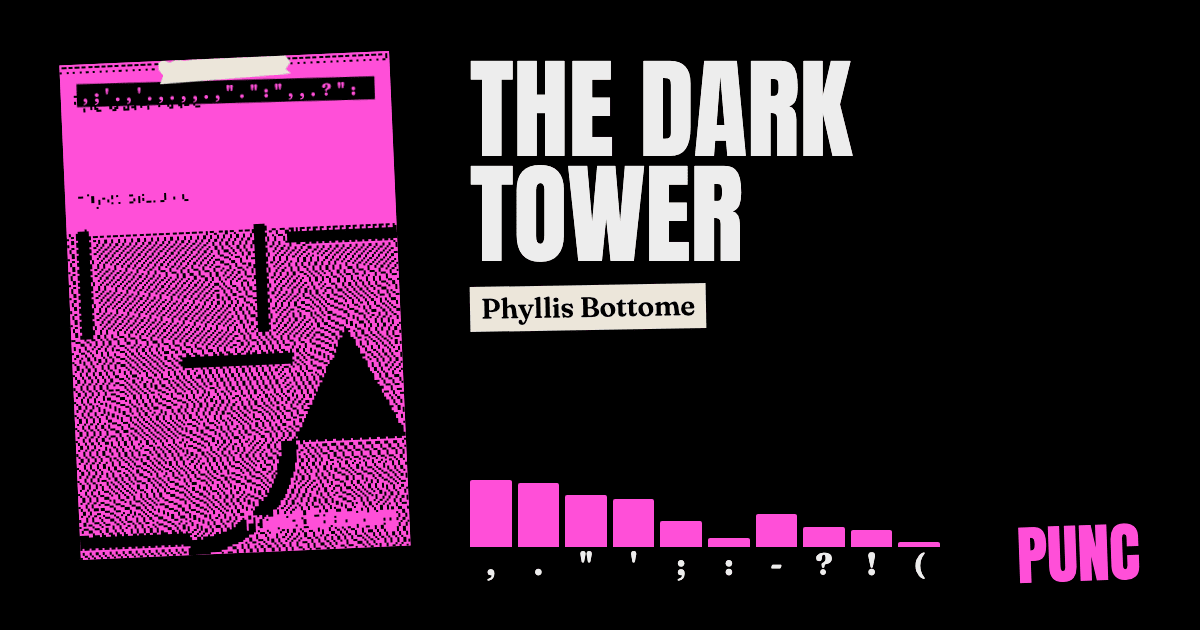 ,;'.,'.,.,,.,".":",,.?":
THE DARK
TOWER
Phyllis Bottome
, . " ' ; : - ? ! (
PUNC